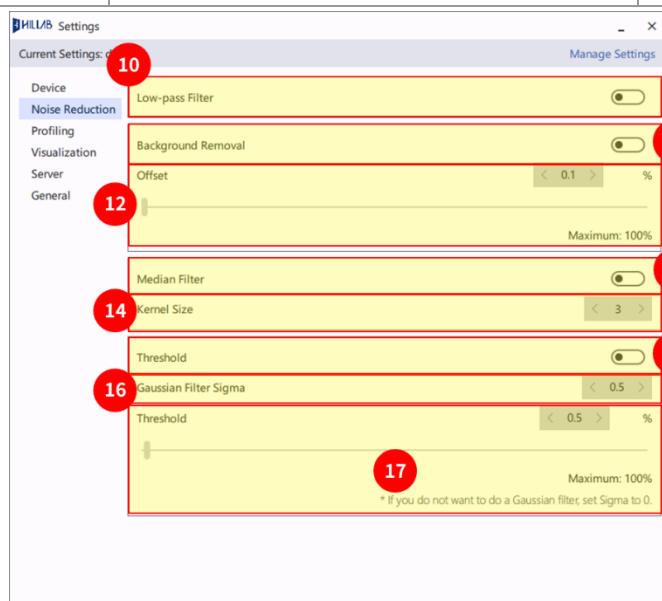 HILLAB Settings
Current Settings: d
Manage Settings
10
Device
Noise Reduction
Profiling
Visualization
Server
General
Low-pass Filter
Background Removal
12
Offset
< 0.1 > %
Maximum: 100%
Median Filter
14
Kernel Size
< 3 >
Threshold
16
Gaussian Filter Sigma
< 0.5 >
Threshold
< 0.5 > %
17
Maximum: 100%
* If you do not want to do a Gaussian filter, set Sigma to 0.